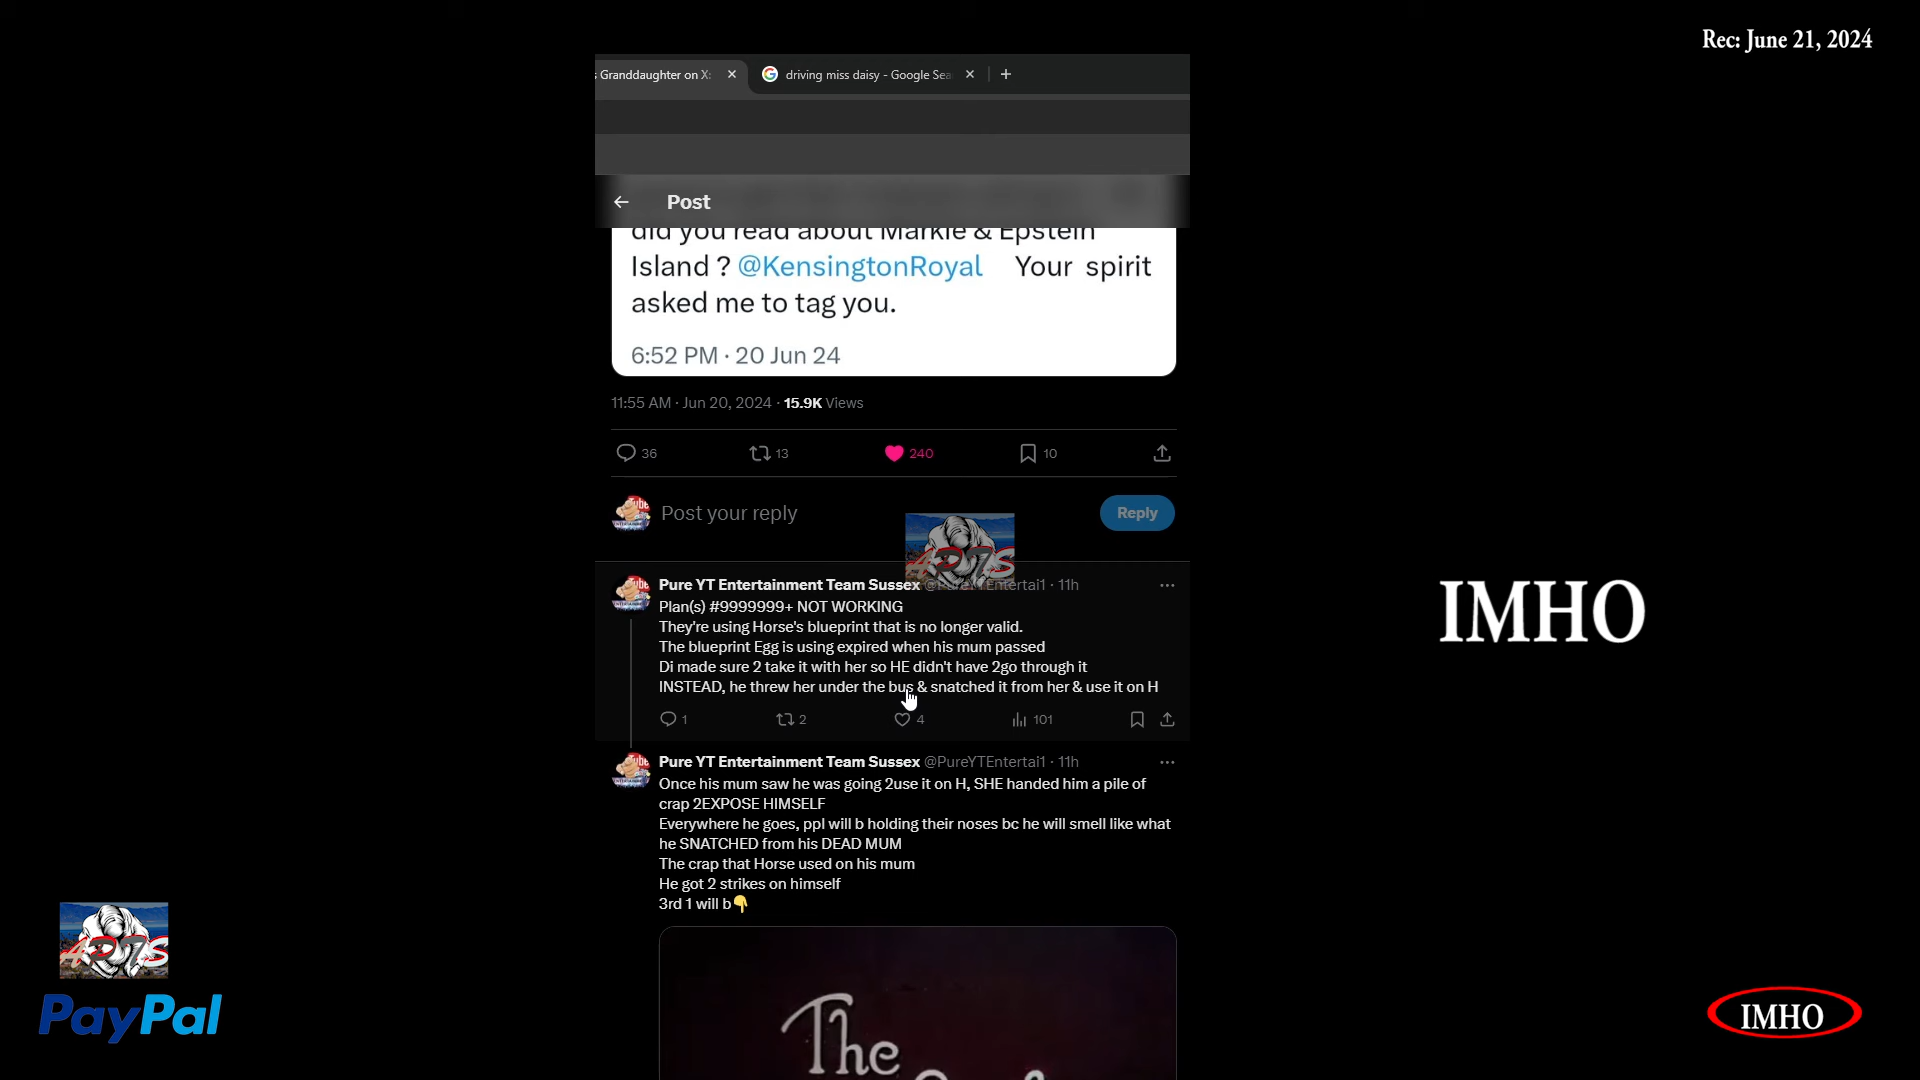 Rec: June 21, 2024
s Granddaughter on X:
driving miss daisy - Google Sea
Post
did you read about Markle & Epstein
Island ? @KensingtonRoyal Your spirit
asked me to tag you.
6:52 PM · 20 Jun 24
11:55 AM · Jun 20, 2024 · 15.9K Views
36 13 240 10
Post your reply
Reply
Pure YT Entertainment Team Sussex @PureYTEntertai1 · 11h
Plan(s) #9999999+ NOT WORKING
They're using Horse's blueprint that is no longer valid.
The blueprint Egg is using expired when his mum passed
Di made sure 2 take it with her so HE didn't have 2go through it
INSTEAD, he threw her under the bus & snatched it from her & use it on H
1 2 4 101
Pure YT Entertainment Team Sussex @PureYTEntertai1 · 11h
Once his mum saw he was going 2use it on H, SHE handed him a pile of
crap 2EXPOSE HIMSELF
Everywhere he goes, ppl will b holding their noses bc he will smell like what
he SNATCHED from his DEAD MUM
The crap that Horse used on his mum
He got 2 strikes on himself
3rd 1 will b👇
The
IMHO
PayPal
IMHO